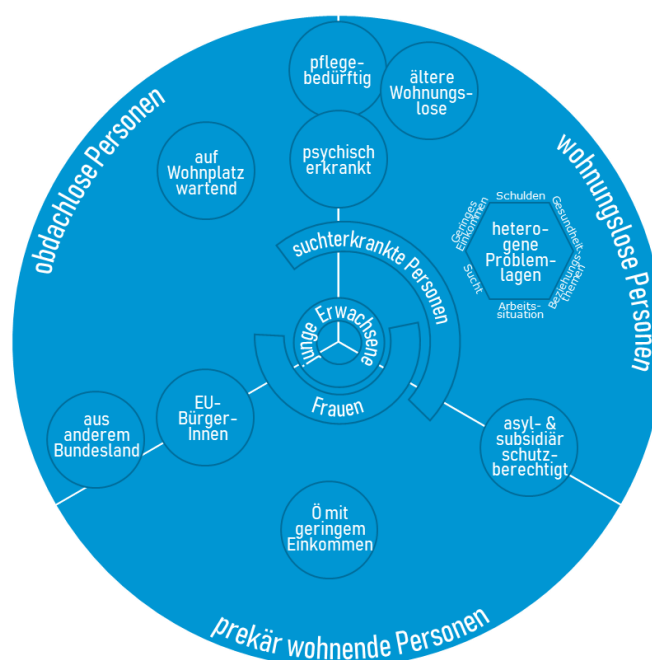 obdachlose Personen
wohnungslose Personen
prekär wohnende Personen
pflege-
bedürftig
ältere
Wohnungs-
lose
psychisch
erkrankt
auf
Wohnplatz
wartend
Schulden
Gesundheit
Beziehungs-
themen
Arbeits-
situation
Sucht
Geringes
Einkommen
hetero-
gene
Problem-
lagen
suchterkrankte Personen
junge Erwachsene
Frauen
EU-
Bürger-
Innen
aus
anderem
Bundesland
asyl- &
subsidiär
schutz-
berechtigt
Ö mit
geringem
Einkommen